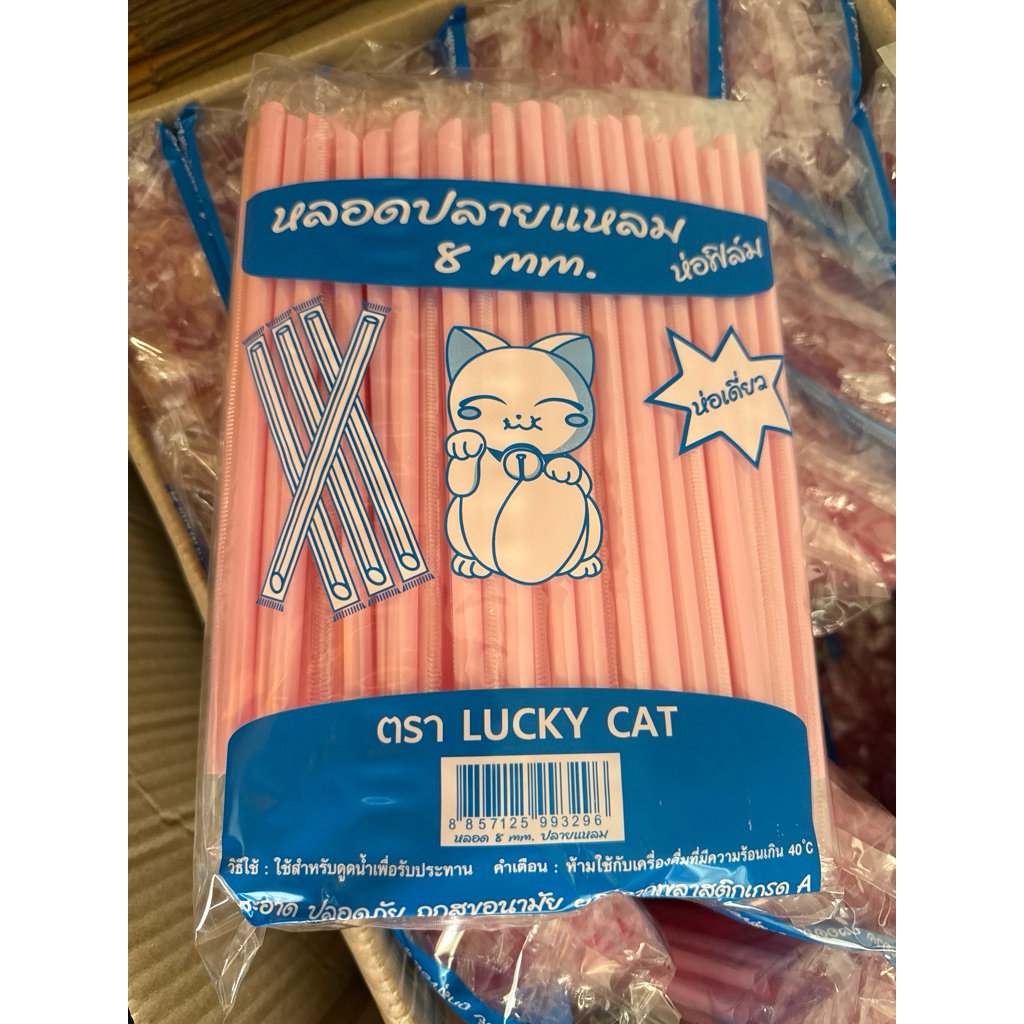 หลอดปลายแหลม
8 mm.
ห่อฟิล์ม
ห่อเดี่ยว
ตรา LUCKY CAT
8 857125 993296
หลอด 8 mm. ปลายแหลม
วิธีใช้ : ใช้สำหรับดูดน้ำเพื่อรับประทาน คำเตือน : ห้ามใช้กับเครื่องดื่มที่มีความร้อนเกิน 40°C
สะอาด ปลอดภัย ถูกสุขอนามัย พลาสติกเกรด A